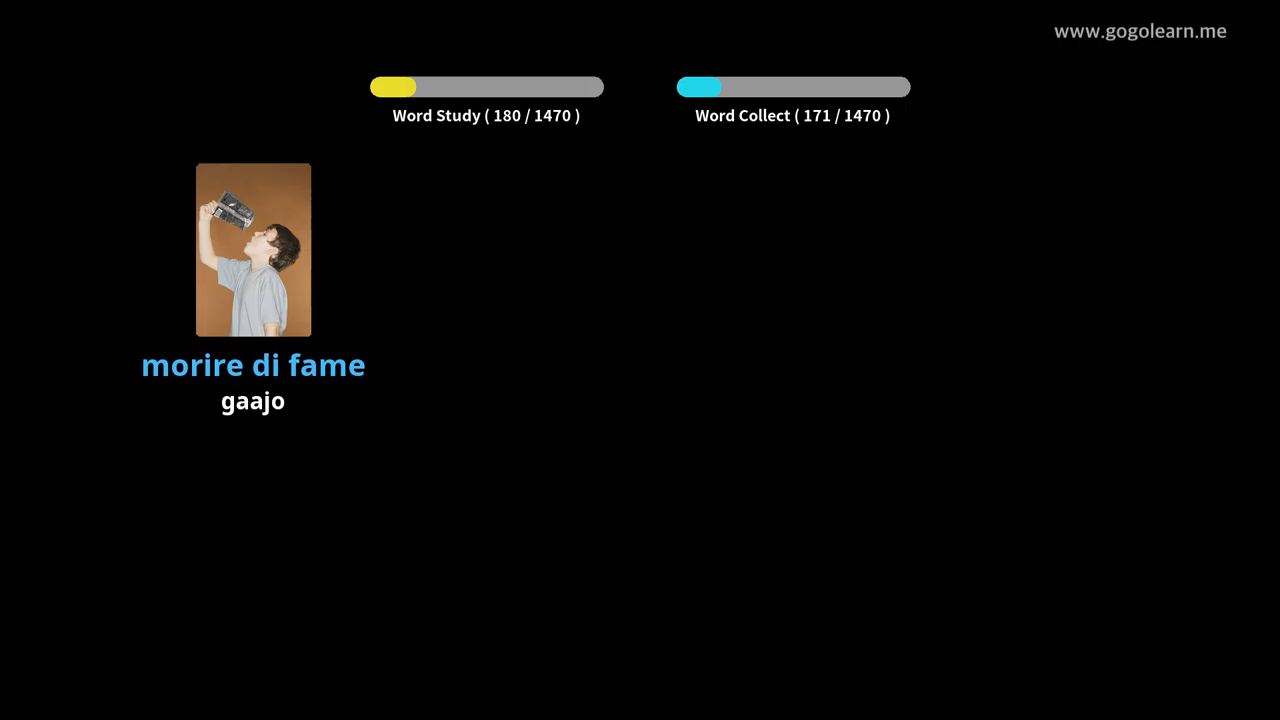 www.gogolearn.me
Word Study ( 180 / 1470 )
Word Collect ( 171 / 1470 )
morire di fame
gaajo